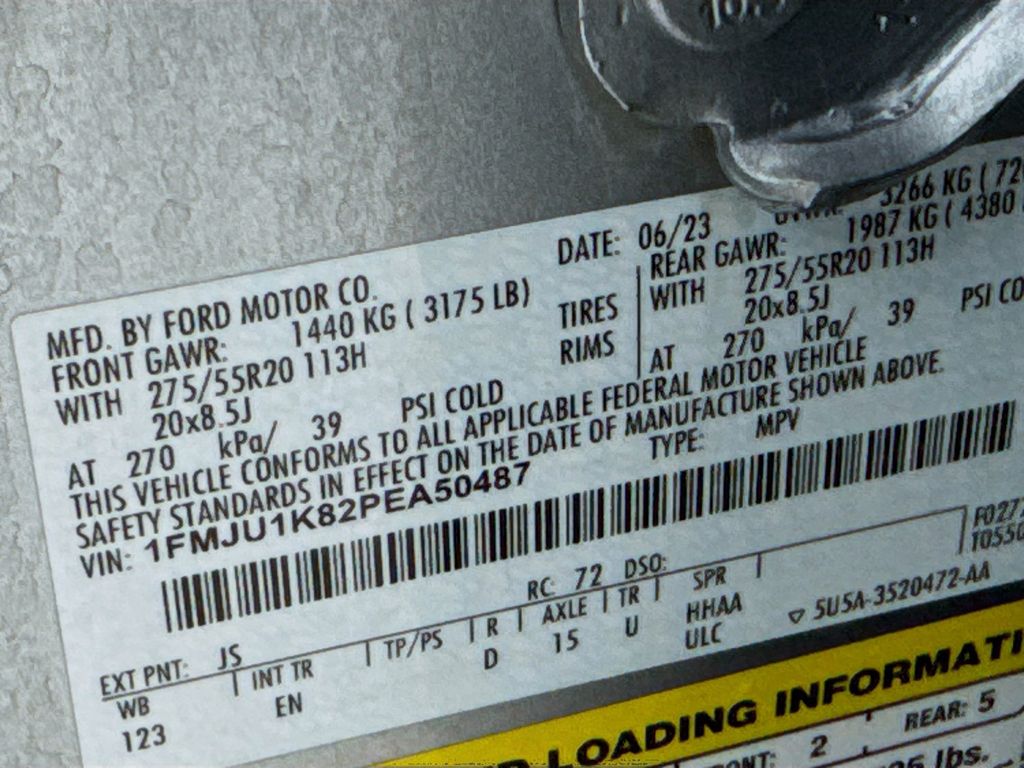 DATE: 06/23
3266 KG (
MFD. BY FORD MOTOR CO.
FRONT GAWR: 1440 KG ( 3175 LB)
WITH 275/55R20 113H
20x8.5J
AT 270 kPa/ 39 PSI COLD
TIRES
RIMS
REAR GAWR: 1987 KG ( 4380
WITH 275/55R20 113H
20x8.5J
AT 270 kPa/ 39 PSI
THIS VEHICLE CONFORMS TO ALL APPLICABLE FEDERAL MOTOR VEHICLE
SAFETY STANDARDS IN EFFECT ON THE DATE OF MANUFACTURE SHOWN ABOVE.
VIN: 1FMJU1K82PEA50487
TYPE: MPV
EXT PNT: JS RC: 72 DSO:
WB INT TR TP/PS R AXLE TR SPR
123 EN D 15 U HHAA
ULC
▽ 5U5A-3520472-AA
LOADING
2 REAR: 5
lbs.